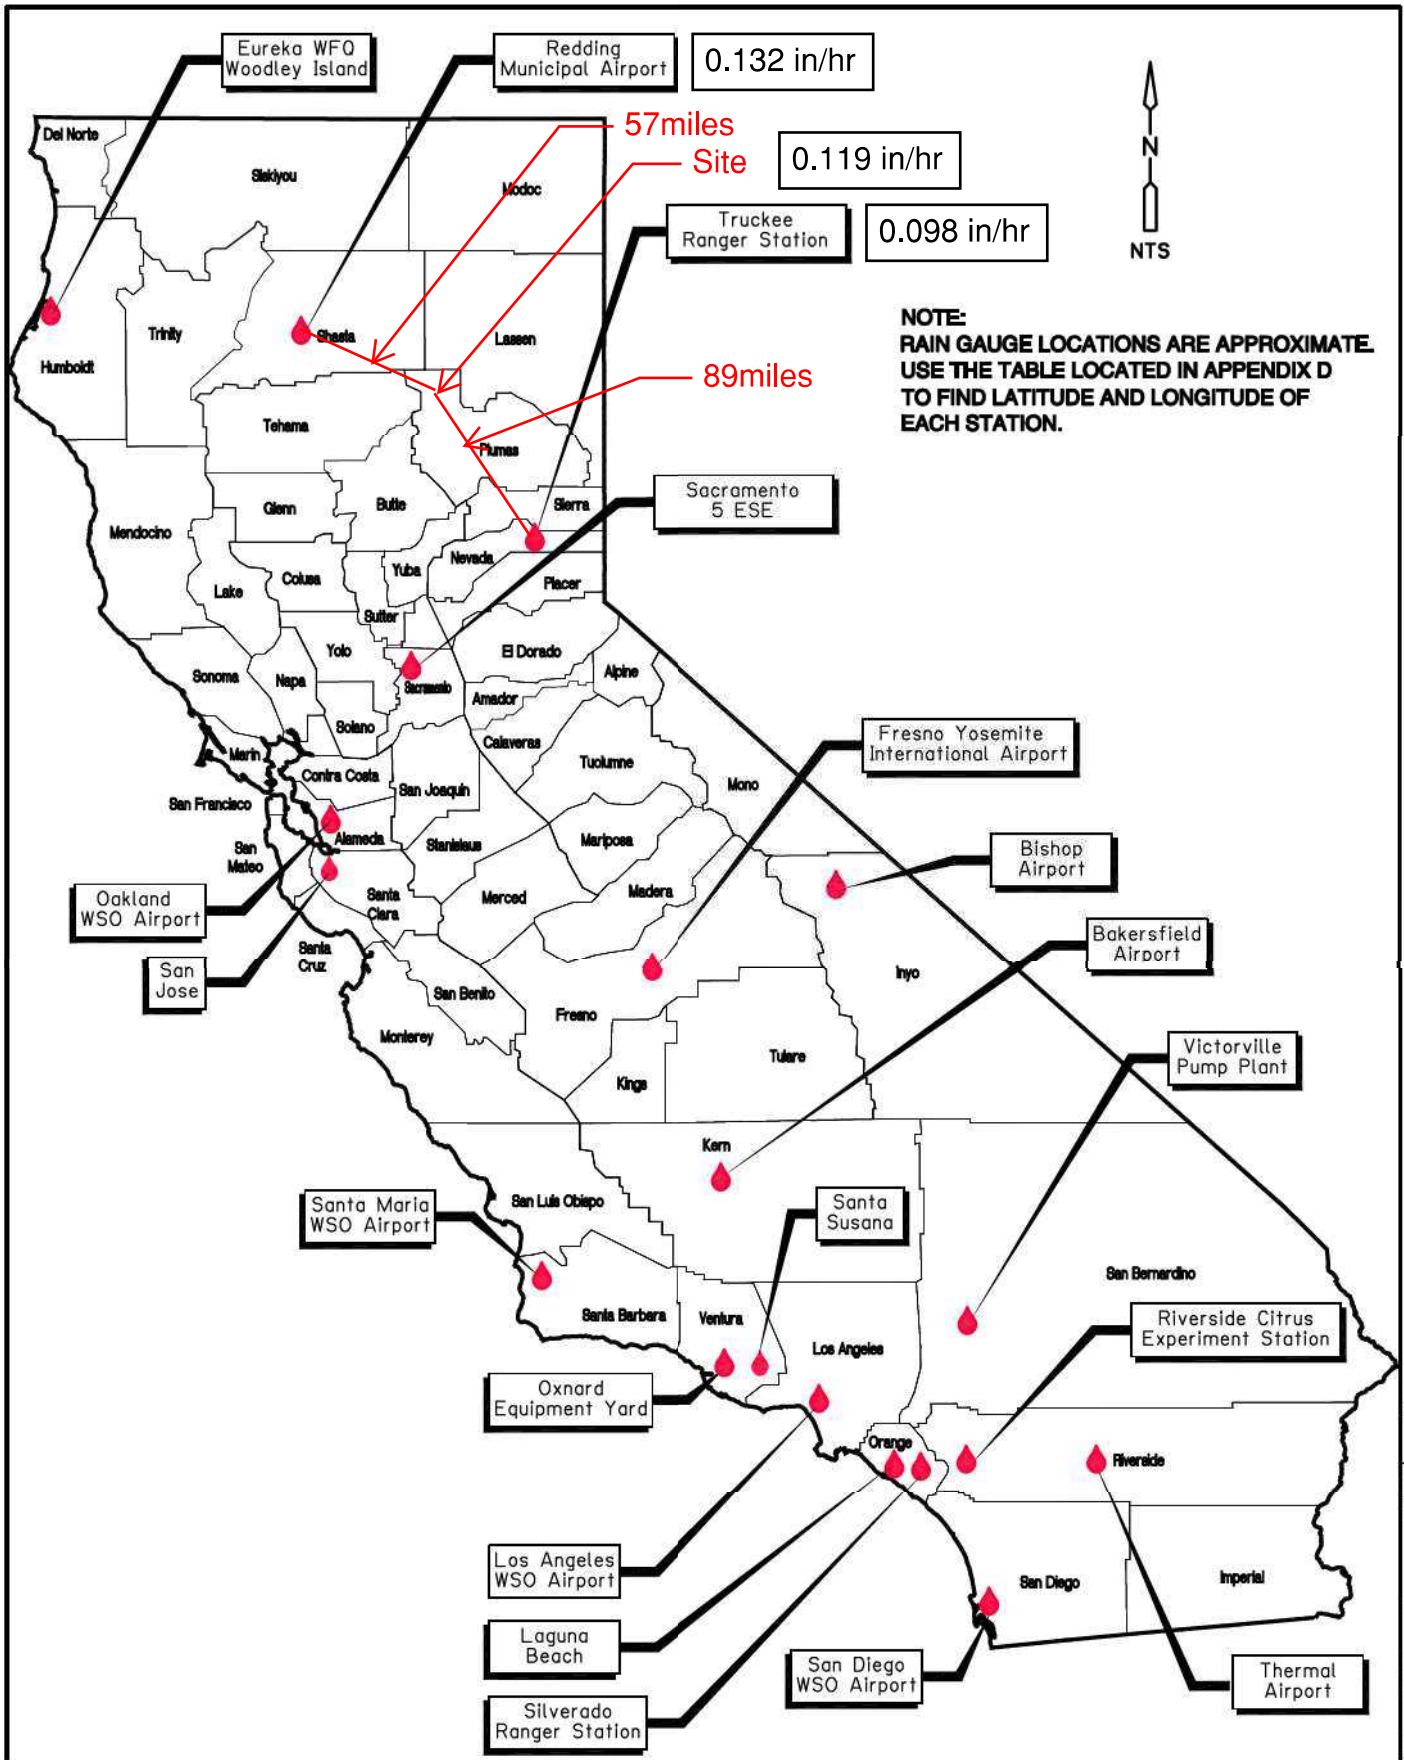 Eureka WFQ
Woodley Island
Redding
Municipal Airport
0.132 in/hr
57miles
Site
0.119 in/hr
Truckee
Ranger Station
0.098 in/hr
N
NTS
NOTE:
RAIN GAUGE LOCATIONS ARE APPROXIMATE.
USE THE TABLE LOCATED IN APPENDIX D
TO FIND LATITUDE AND LONGITUDE OF
EACH STATION.
89miles
Del Norte
Siskiyou
Modoc
Humboldt
Trinity
Shasta
Lassen
Tehama
Plumas
Mendocino
Glenn
Butte
Sierra
Sacramento
5 ESE
Lake
Colusa
Yuba
Nevada
Placer
Sutter
Sonoma
Napa
Yolo
Sacramento
El Dorado
Alpine
Amador
Solano
Marin
Calaveras
Contra Costa
San Joaquin
Tuolumne
Mono
Fresno Yosemite
International Airport
San Francisco
Alameda
Stanislaus
Mariposa
San
Mateo
Oakland
WSO Airport
Santa
Clara
Merced
Madera
Bishop
Airport
San
Jose
Santa
Cruz
San Benito
Bakersfield
Airport
Inyo
Monterey
Fresno
Tulare
Kings
Victorville
Pump Plant
Kern
Santa Maria
WSO Airport
San Luis Obispo
Santa
Susana
San Bernardino
Santa Barbara
Ventura
Los Angeles
Riverside Citrus
Experiment Station
Oxnard
Equipment Yard
Orange
Riverside
Los Angeles
WSO Airport
San Diego
Imperial
Laguna
Beach
San Diego
WSO Airport
Thermal
Airport
Silverado
Ranger Station